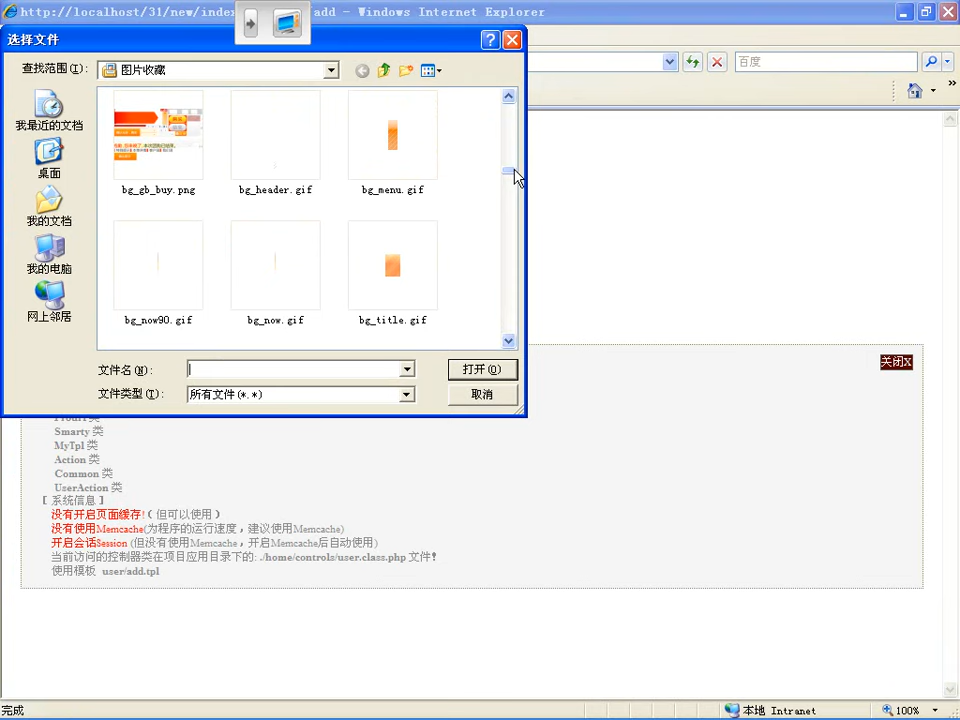 http://localhost/31/new/inde add - Windows Internet Explorer
选择文件
查找范围(I): 图片收藏
百度
我最近的文档
桌面
我的文档
我的电脑
网上邻居
bg_gb_buy.png bg_header.gif bg_menu.gif
bg_now90.gif bg_now.gif bg_title.gif
文件名(N): 打开(O)
文件类型(T): 所有文件(*.*) 取消
关闭X
Smarty 类
MyTpl 类
Action 类
Common 类
UserAction 类
[ 系统信息 ]
没有开启页面缓存!(但可以使用)
没有使用Memcache(为程序的运行速度,建议使用Memcache)
开启会话Session (但没有使用Memcache,开启Memcache后自动使用)
当前访问的控制器类在项目应用目录下的: ./home/controls/user.class.php 文件!
使用模板 user/add.tpl
完成 本地 Intranet 100%